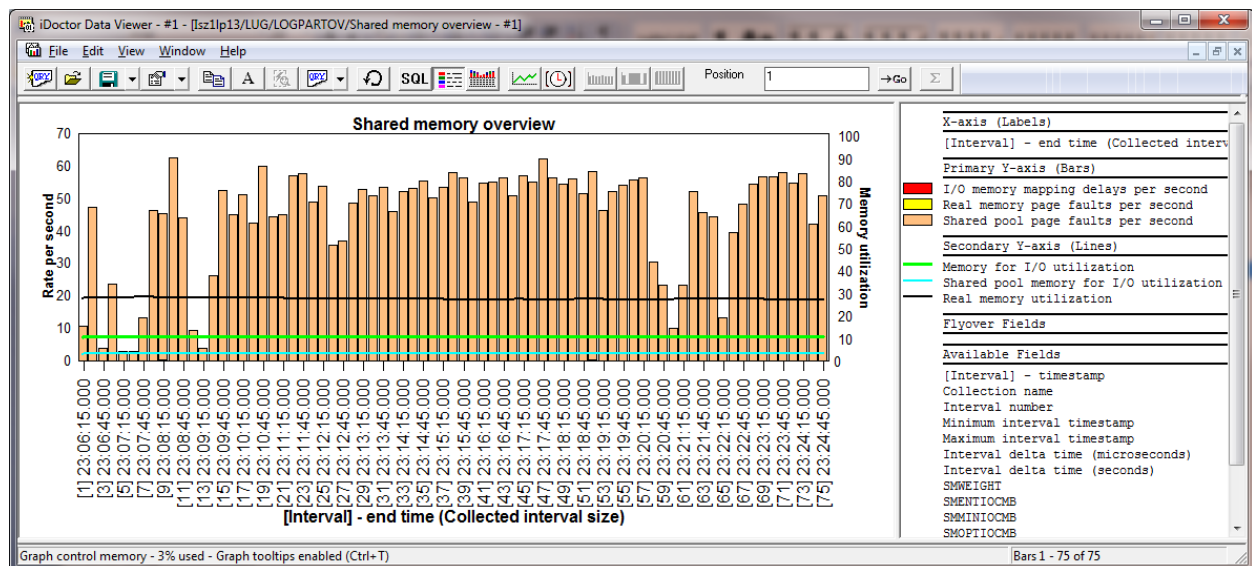 iDoctor Data Viewer - #1 - [Isz1lp13/LUG/LOGPARTOV/Shared memory overview - #1]
File Edit View Window Help
QRY A QRY SQL Position 1 Go Σ
Shared memory overview
70
60
50
40
30
20
10
0
Rate per second
100
90
80
70
60
50
40
30
20
10
0
Memory utilization
[1] 23:06:15.000
[3] 23:06:45.000
[5] 23:07:15.000
[7] 23:07:45.000
[9] 23:08:15.000
[11] 23:08:45.000
[13] 23:09:15.000
[15] 23:09:45.000
[17] 23:10:15.000
[19] 23:10:45.000
[21] 23:11:15.000
[23] 23:11:45.000
[25] 23:12:15.000
[27] 23:12:45.000
[29] 23:13:15.000
[31] 23:13:45.000
[33] 23:14:15.000
[35] 23:14:45.000
[37] 23:15:15.000
[39] 23:15:45.000
[41] 23:16:15.000
[43] 23:16:45.000
[45] 23:17:15.000
[47] 23:17:45.000
[49] 23:18:15.000
[51] 23:18:45.000
[53] 23:19:15.000
[55] 23:19:45.000
[57] 23:20:15.000
[59] 23:20:45.000
[61] 23:21:15.000
[63] 23:21:45.000
[65] 23:22:15.000
[67] 23:22:45.000
[69] 23:23:15.000
[71] 23:23:45.000
[73] 23:24:15.000
[75] 23:24:45.000
[Interval] - end time (Collected interval size)
X-axis (Labels)
[Interval] - end time (Collected interv
Primary Y-axis (Bars)
I/O memory mapping delays per second
Real memory page faults per second
Shared pool page faults per second
Secondary Y-axis (Lines)
Memory for I/O utilization
Shared pool memory for I/O utilization
Real memory utilization
Flyover Fields
Available Fields
[Interval] - timestamp
Collection name
Interval number
Minimum interval timestamp
Maximum interval timestamp
Interval delta time (microseconds)
Interval delta time (seconds)
SMWEIGHT
SMENTIOCMB
SMMINIOCMB
SMOPTIOCMB
Graph control memory - 3% used - Graph tooltips enabled (Ctrl+T)
Bars 1 - 75 of 75